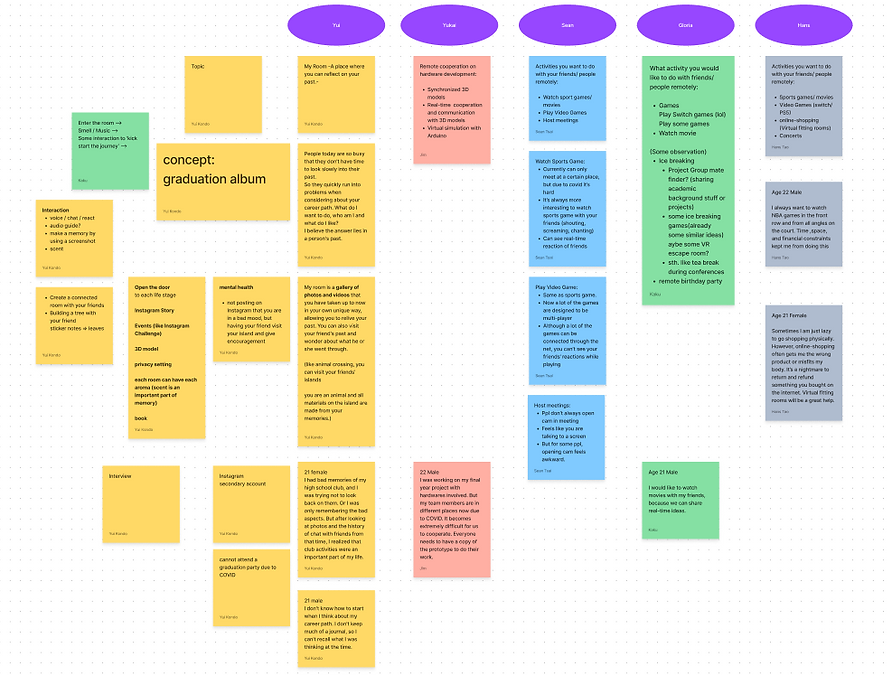 Yui
Yukai
Sean
Gloria
Hans
Topic
Yui Kondo
My Room -A place where
you can reflect on your
past.-
Yui Kondo
Remote cooperation on
hardware development:
Synchronized 3D
models
Real-time cooperation
and communication
with 3D models
Virtual simulation with
Arduino
Activities you want to do
with your friends/ people
remotely:
Watch sport games/
movies
Play Video Games
Host meetings
Sean Tsai
What activity you would
like to do with friends/
people remotely:
Games
Play Switch games (lol)
Play some games
Watch movie
(Some observation)
Ice breaking
Project Group mate
finder? (sharing
academic
background stuff or
projects)
some ice breaking
games(already
some similar ideas)
aybe some VR
escape room?
sth. like tea break
during conferences
remote birthday party
Koku
Activities you want to do
with your friends/ people
remotely:
Sports games/ movies
Video Games (switch/
PS5)
online-shopping
(Virtual fitting rooms)
Concerts
Hans Tsao
Enter the room -->
Smell / Music -->
Some interaction to 'kick
start the journey' -->
Koku
concept:
graduation album
Yui Kondo
People today are so busy
that they don't have time
to look slowly into their
past.
So they quickly run into
problems when
considering about your
career path. What do I
want to do, who am I and
what do I like?
I believe the answer lies in
a person's past.
Yui Kondo
Watch Sports Game:
Currently can only
meet at a certain place,
but due to covid it's
hard
It's always more
interesting to watch
sports game with your
friends (shouting,
screaming, chanting)
Can see real-time
reaction of friends
Sean Tsai
Age 22 Male
I always want to watch
NBA games in the front
row and from all angles
on the court. Time ,space,
and financial constraints
kept me from doing this
Hans Tsao
Interaction
voice / chat / react
audio guide?
make a memory by
using a screenshot
scent
Yui Kondo
Create a connected
room with your friends
Building a tree with
your friend
sticker notes -> leaves
Yui Kondo
Open the door
to each life stage
Instagram Story
Events (like Instagram
Challenge)
3D model
privacy setting
each room can have each
aroma (scent is an
important part of
memory)
book
Yui Kondo
mental health
not posting on
Instagram that you are
in a bad mood, but
having your friend visit
your island and give
encouragement
Yui Kondo
My room is a gallery of
photos and videos that
you have taken up to now
in your own unique way,
allowing you to relive your
past. You can also visit
your friend's past and
wonder about what he or
she went through.
(like animal crossing, you
can visit your friends'
islands
you are an animal and all
materials on the island are
made from your
memories.)
Yui Kondo
Play Video Game:
Same as sports game.
Now a lot of the games
are designed to be
multi-player
Although a lot of the
games can be
connected through the
net, you can't see your
friends' reactions while
playing
Sean Tsai
Age 21 Female
Sometimes I am just lazy
to go shopping physically.
However, online-shopping
often gets me the wrong
product or misfits my
body. It's a nightmare to
return and refund
something you bought on
the internet. Virtual fitting
rooms will be a great help.
Hans Tsao
Host meetings:
Ppl don't always open
cam in meeting
Feels like you are
talking to a screen
But for some ppl,
opening cam feels
awkward.
Sean Tsai
Interview
Yui Kondo
Instagram
secondary account
Yui Kondo
21 female
I had bad memories of my
high school club, and I
was trying not to look
back on them. Or I was
only remembering the bad
aspects. But after looking
at photos and the history
of chat with friends from
that time, I realized that
club activities were an
important part of my life.
Yui Kondo
22 Male
I was working on my final
year project with
hardwares involved. But
my team members are in
different places now due
to COVID. It becomes
extremely difficult for us
to cooperate. Everyone
needs to have a copy of
the prototype to do their
work.
Age 21 Male
I would like to watch
movies with my friends,
because we can share
real-time ideas.
Koku
cannot attend a
graduation party due to
COVID
Yui Kondo
21 male
I don't know how to start
when I think about my
career path. I don't keep
much of a journal, so I
can't recall what I was
thinking at the time.
Yui Kondo